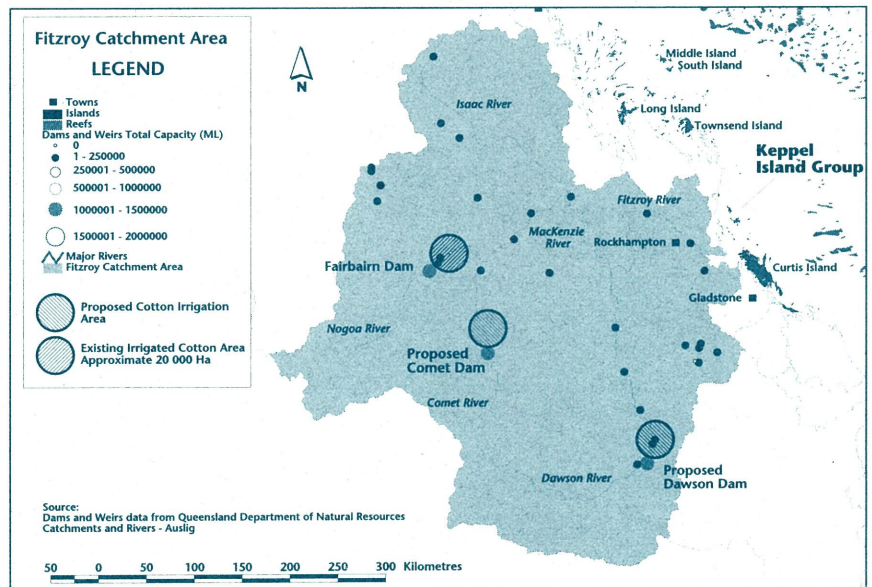 Fitzroy Catchment Area
LEGEND
Towns
Islands
Reefs
Dams and Weirs Total Capacity (ML)
0
1 - 250000
250001 - 500000
500001 - 1000000
1000001 - 1500000
1500001 - 2000000
Major Rivers
Fitzroy Catchment Area
Proposed Cotton Irrigation
Area
Existing Irrigated Cotton Area
Approximate 20 000 Ha
N
Isaac River
Middle Island
South Island
Long Island
Townsend Island
Keppel
Island Group
Fitzroy River
MacKenzie
River
Rockhampton
Fairbairn Dam
Curtis Island
Gladstone
Nogoa River
Proposed
Comet Dam
Comet River
Dawson River
Proposed
Dawson Dam
Source:
Dams and Weirs data from Queensland Department of Natural Resources
Catchments and Rivers - Auslig
50 0 50 100 150 200 250 300 Kilometres